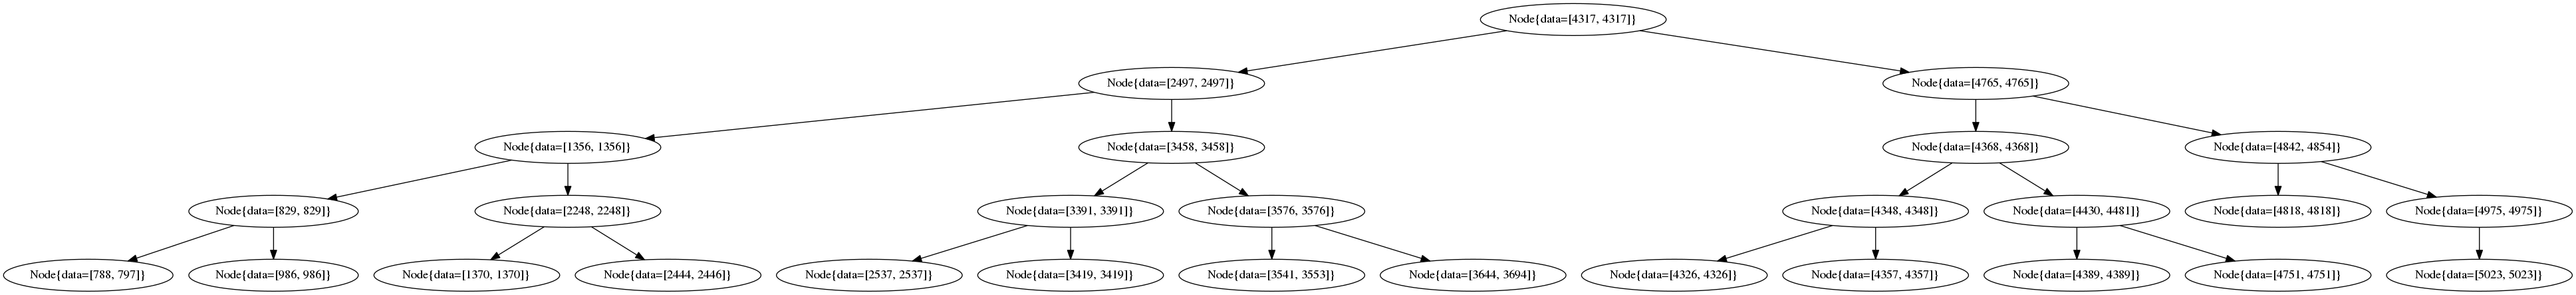 Node{data=[4317, 4317]}
Node{data=[2497, 2497]}
Node{data=[4765, 4765]}
Node{data=[1356, 1356]}
Node{data=[3458, 3458]}
Node{data=[4368, 4368]}
Node{data=[4842, 4854]}
Node{data=[829, 829]}
Node{data=[2248, 2248]}
Node{data=[3391, 3391]}
Node{data=[3576, 3576]}
Node{data=[4348, 4348]}
Node{data=[4430, 4481]}
Node{data=[4818, 4818]}
Node{data=[4975, 4975]}
Node{data=[788, 797]}
Node{data=[986, 986]}
Node{data=[1370, 1370]}
Node{data=[2444, 2446]}
Node{data=[2537, 2537]}
Node{data=[3419, 3419]}
Node{data=[3541, 3553]}
Node{data=[3644, 3694]}
Node{data=[4326, 4326]}
Node{data=[4357, 4357]}
Node{data=[4389, 4389]}
Node{data=[4751, 4751]}
Node{data=[5023, 5023]}